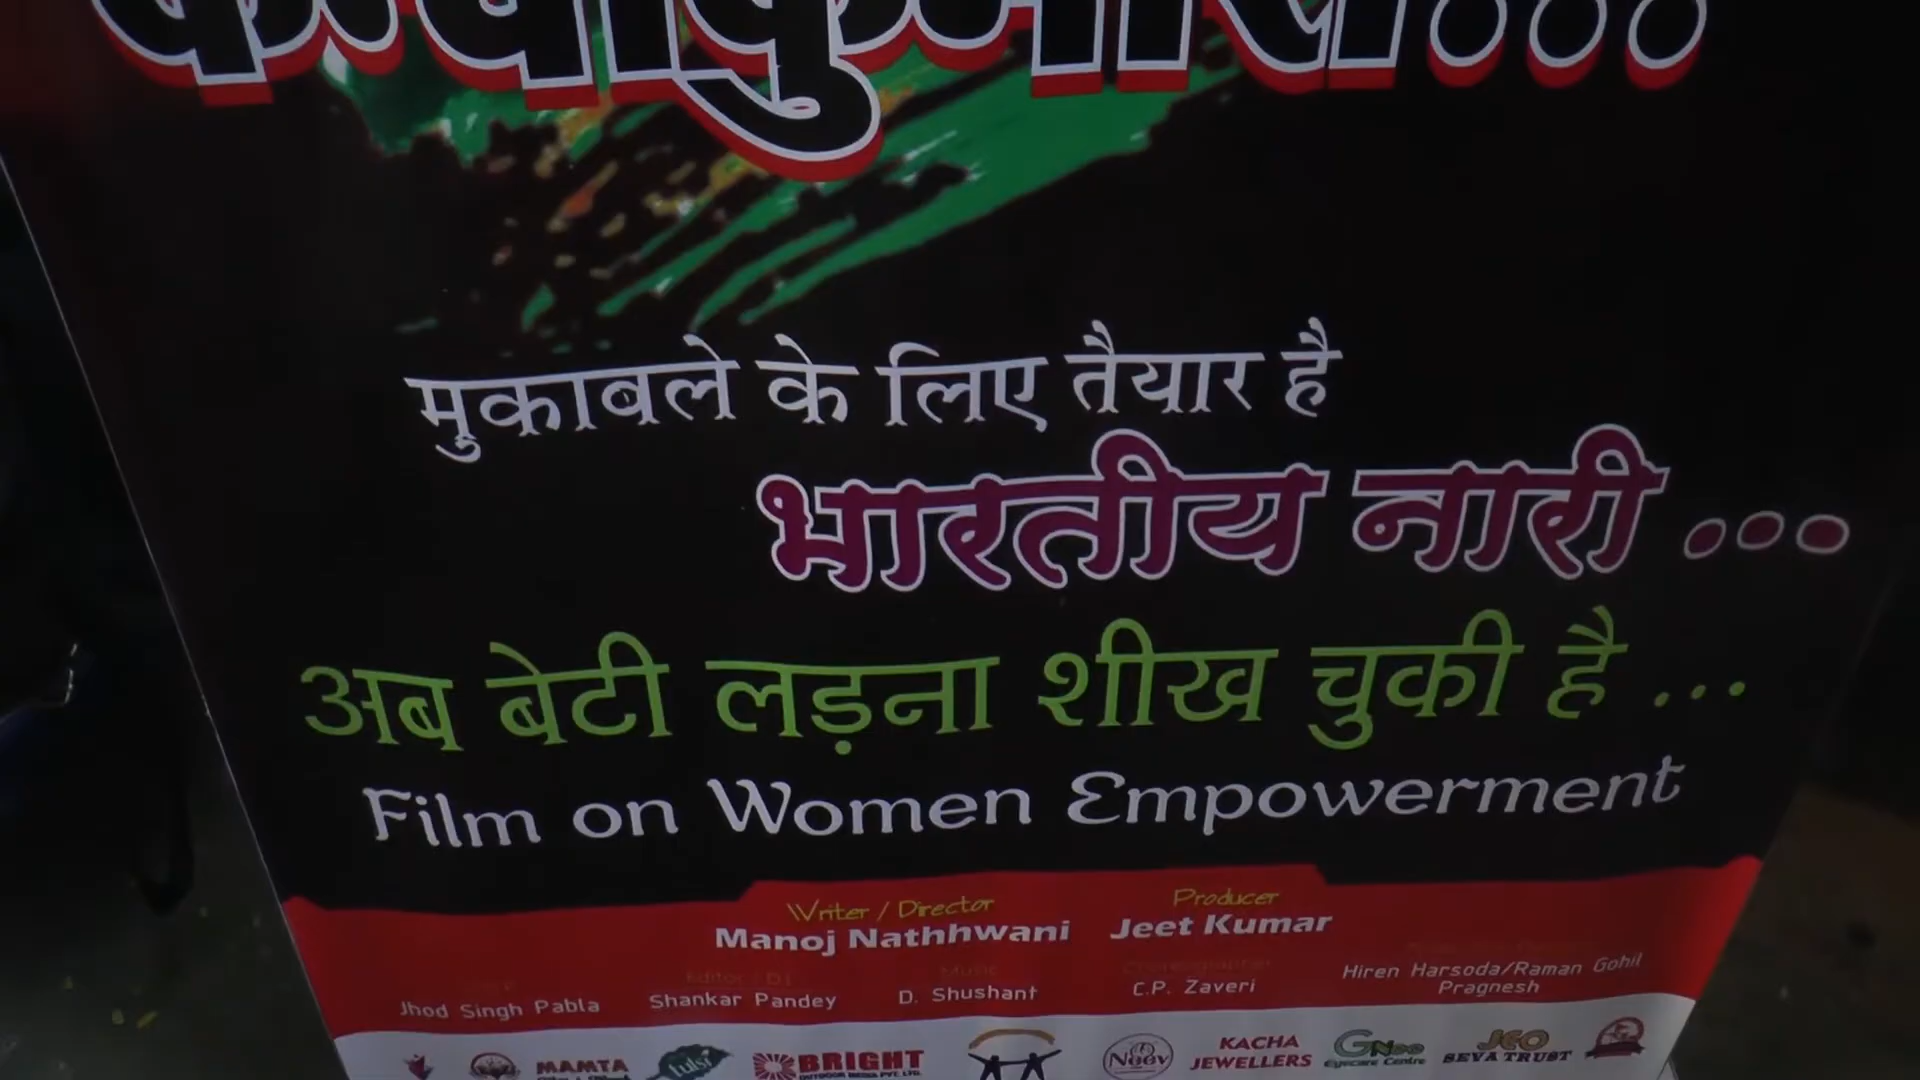 मुकाबले के लिए तैयार है
भारतीय नारी ...
अब बेटी लड़ना शीख चुकी है ...
Film on Women Empowerment
Writer / Director
Producer
Manoj Nathhwani
Jeet Kumar
Editor / D.I
Music
Jhod Singh Pabla
Shankar Pandey
D. Shushant
C.P. Zaveri
Hiren Harsoda/Raman Gohil
Pragnesh
MAMTA
Tulsi
BRIGHT
OUTDOOR MEDIA PVT. LTD.
Neev
KACHA
JEWELLERS
Eyecare Centre
JEO
SEVA TRUST